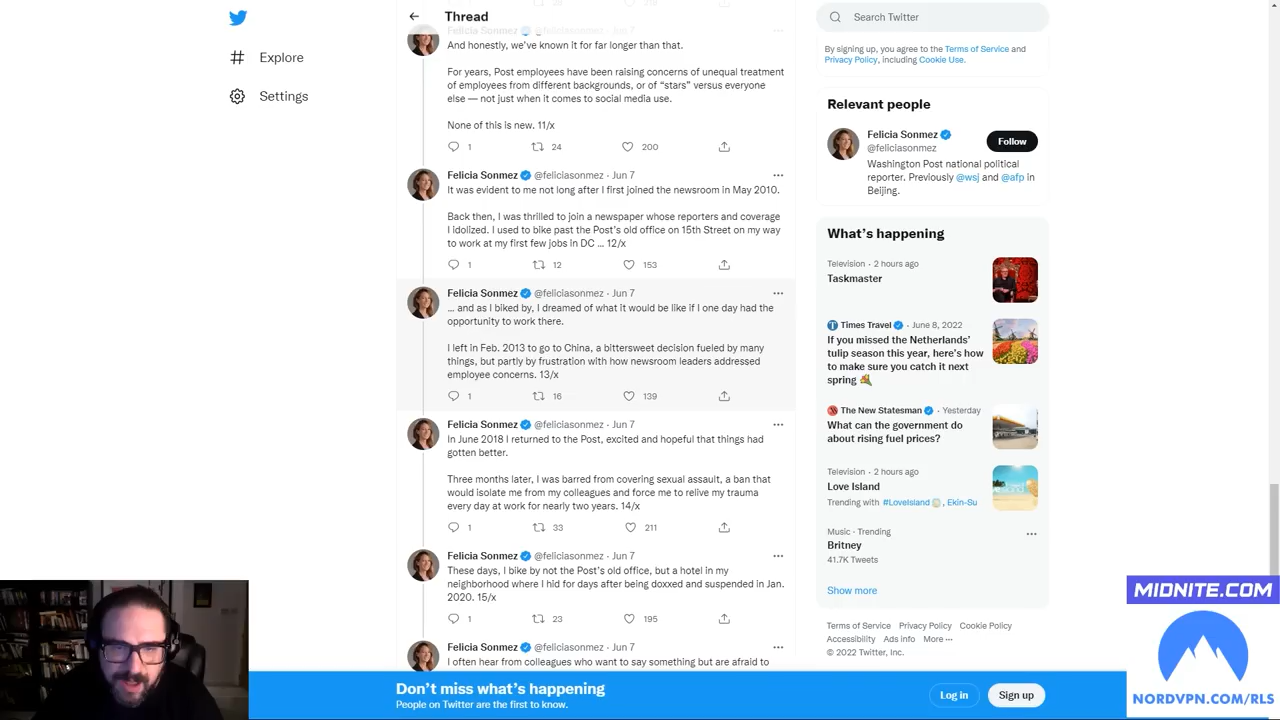 Explore
Settings
Thread
Felicia Sonmez @feliciasonmez · Jun 7
And honestly, we've known it for far longer than that.
For years, Post employees have been raising concerns of unequal treatment
of employees from different backgrounds, or of “stars” versus everyone
else — not just when it comes to social media use.
None of this is new. 11/x
1 24 200
Felicia Sonmez @feliciasonmez · Jun 7
It was evident to me not long after I first joined the newsroom in May 2010.
Back then, I was thrilled to join a newspaper whose reporters and coverage
I idolized. I used to bike past the Post's old office on 15th Street on my way
to work at my first few jobs in DC ... 12/x
1 12 153
Felicia Sonmez @feliciasonmez · Jun 7
... and as I biked by, I dreamed of what it would be like if I one day had the
opportunity to work there.
I left in Feb. 2013 to go to China, a bittersweet decision fueled by many
things, but partly by frustration with how newsroom leaders addressed
employee concerns. 13/x
1 16 139
Felicia Sonmez @feliciasonmez · Jun 7
In June 2018 I returned to the Post, excited and hopeful that things had
gotten better.
Three months later, I was barred from covering sexual assault, a ban that
would isolate me from my colleagues and force me to relive my trauma
every day at work for nearly two years. 14/x
1 33 211
Felicia Sonmez @feliciasonmez · Jun 7
These days, I bike by not the Post's old office, but a hotel in my
neighborhood where I hid for days after being doxxed and suspended in Jan.
2020. 15/x
1 23 195
Felicia Sonmez @feliciasonmez · Jun 7
I often hear from colleagues who want to say something but are afraid to
Search Twitter
By signing up, you agree to the Terms of Service and
Privacy Policy, including Cookie Use.
Relevant people
Felicia Sonmez
@feliciasonmez
Follow
Washington Post national political
reporter. Previously @wsj and @afp in
Beijing.
What's happening
Television · 2 hours ago
Taskmaster
Times Travel · June 8, 2022
If you missed the Netherlands'
tulip season this year, here's how
to make sure you catch it next
spring 💐
The New Statesman · Yesterday
What can the government do
about rising fuel prices?
Television · 2 hours ago
Love Island
Trending with #LoveIsland, Ekin-Su
Music · Trending
Britney
41.7K Tweets
Show more
Terms of Service Privacy Policy Cookie Policy
Accessibility Ads info More ···
© 2022 Twitter, Inc.
Don't miss what's happening
People on Twitter are the first to know.
Log in
Sign up
MIDNITE.COM
NORDVPN.COM/RLS